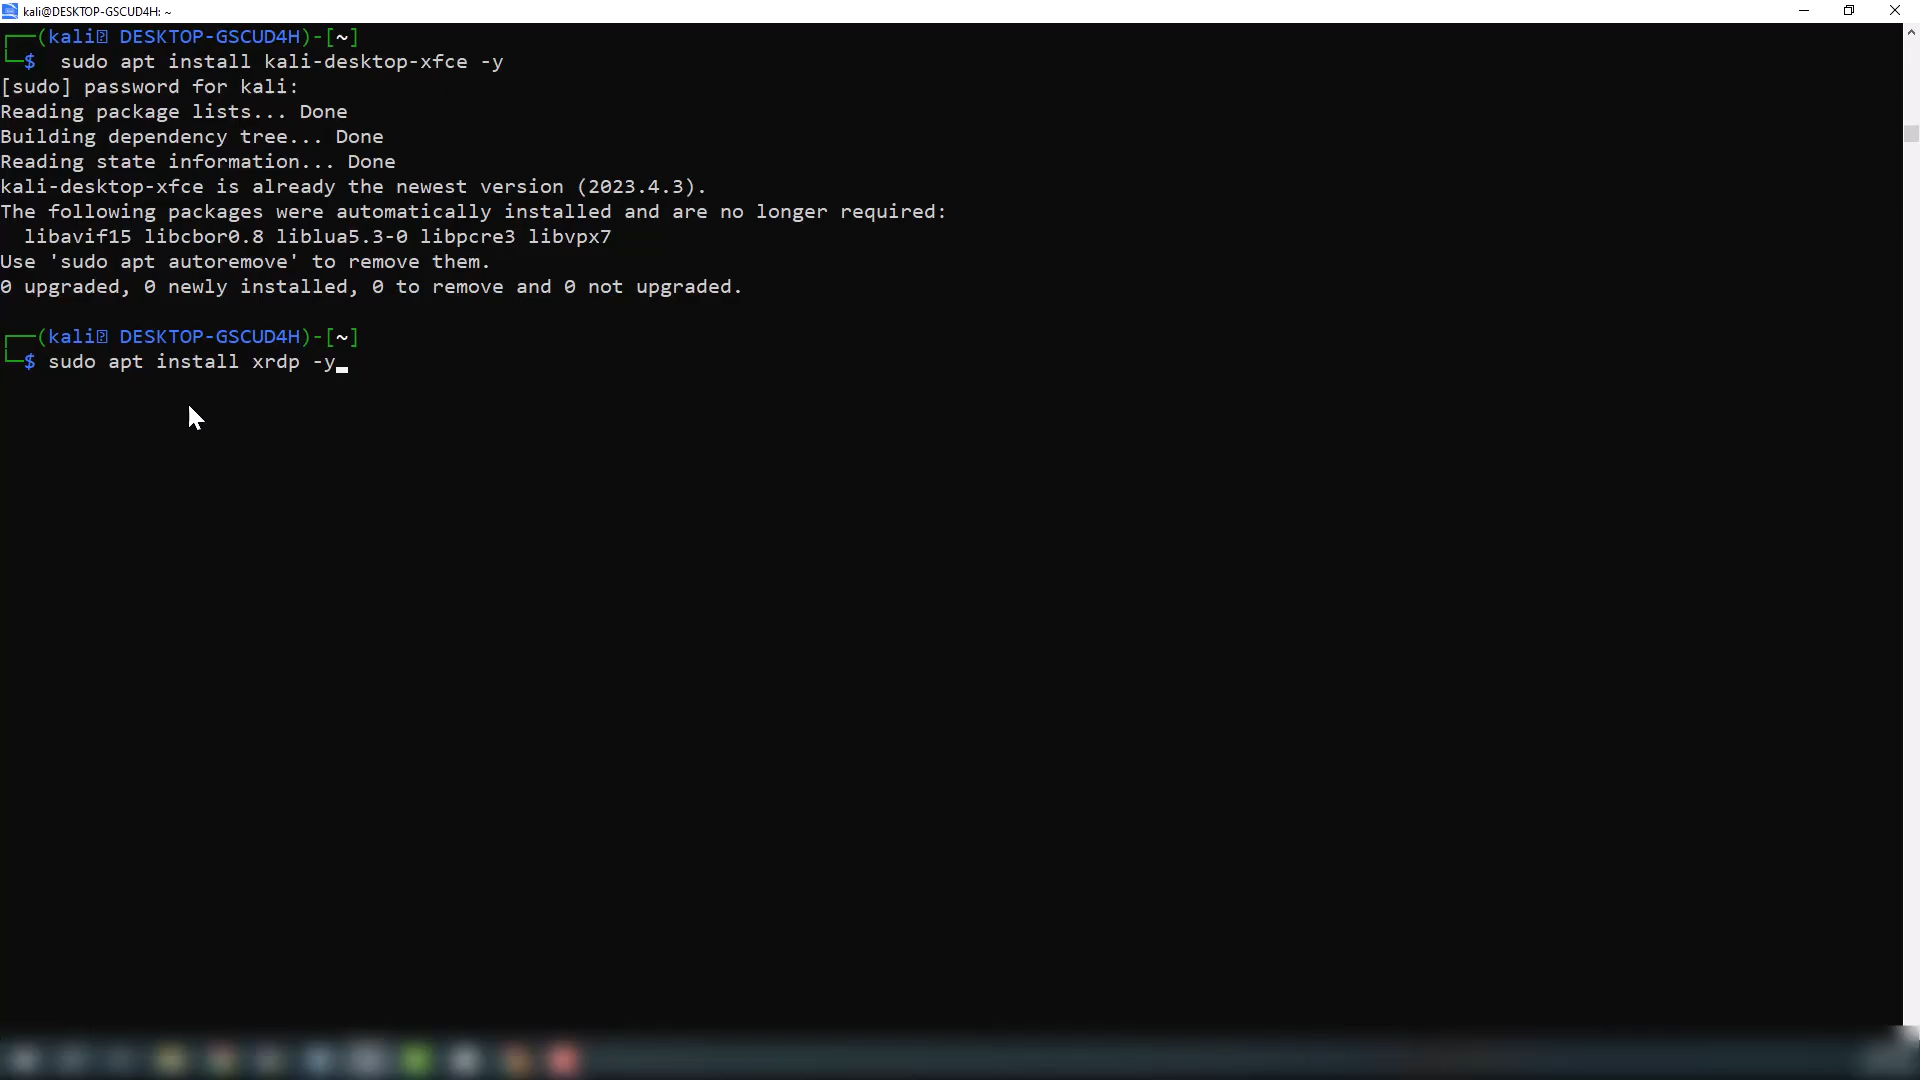 kali@DESKTOP-GSCUD4H: ~
┌──(kali⍰ DESKTOP-GSCUD4H)-[~]
└─$  sudo apt install kali-desktop-xfce -y
[sudo] password for kali:
Reading package lists... Done
Building dependency tree... Done
Reading state information... Done
kali-desktop-xfce is already the newest version (2023.4.3).
The following packages were automatically installed and are no longer required:
  libavif15 libcbor0.8 liblua5.3-0 libpcre3 libvpx7
Use 'sudo apt autoremove' to remove them.
0 upgraded, 0 newly installed, 0 to remove and 0 not upgraded.
┌──(kali⍰ DESKTOP-GSCUD4H)-[~]
└─$ sudo apt install xrdp -y